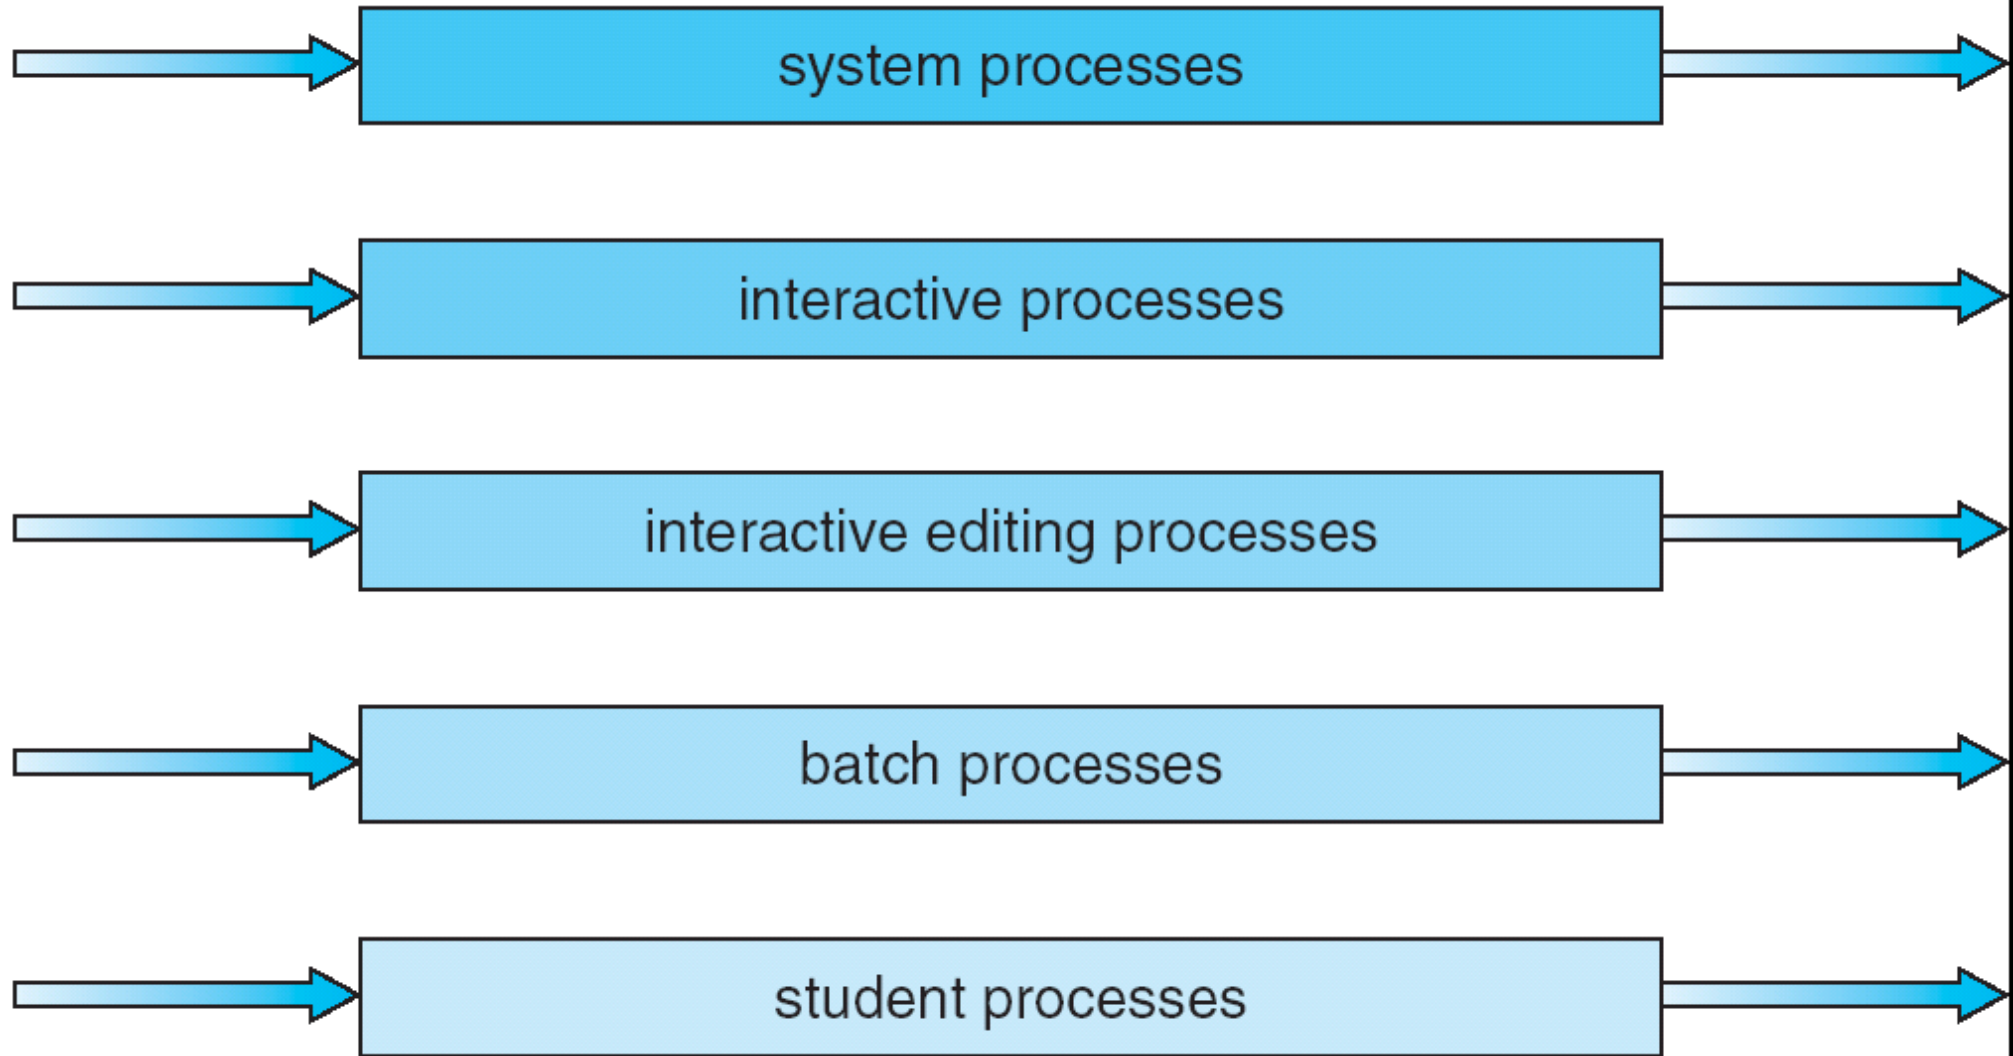 system processes
interactive processes
interactive editing processes
batch processes
student processes